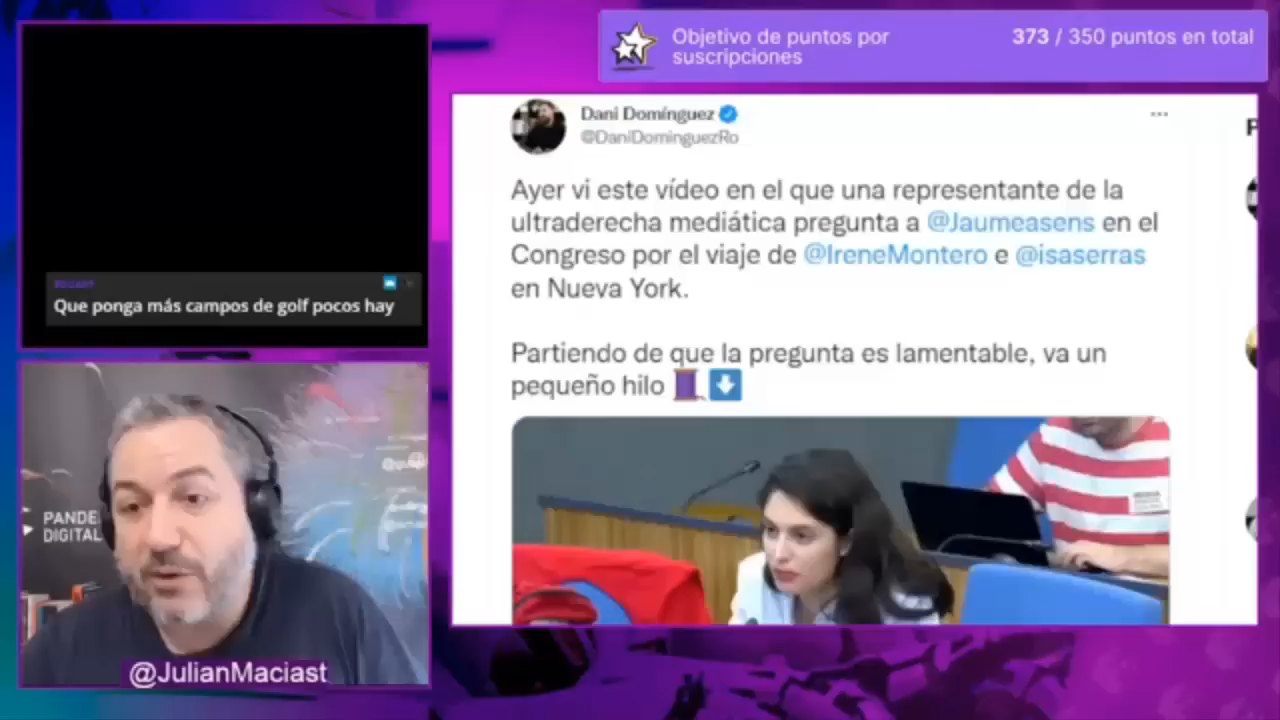 Objetivo de puntos por
suscripciones
373 / 350 puntos en total
Dani Domínguez
@DaniDominguezRo
Ayer vi este vídeo en el que una representante de la
ultraderecha mediática pregunta a @Jaumeasens en el
Congreso por el viaje de @IreneMontero e @isaserras
en Nueva York.
Partiendo de que la pregunta es lamentable, va un
pequeño hilo
Que ponga más campos de golf pocos hay
PANDE
DIGITAL
@JulianMaciast